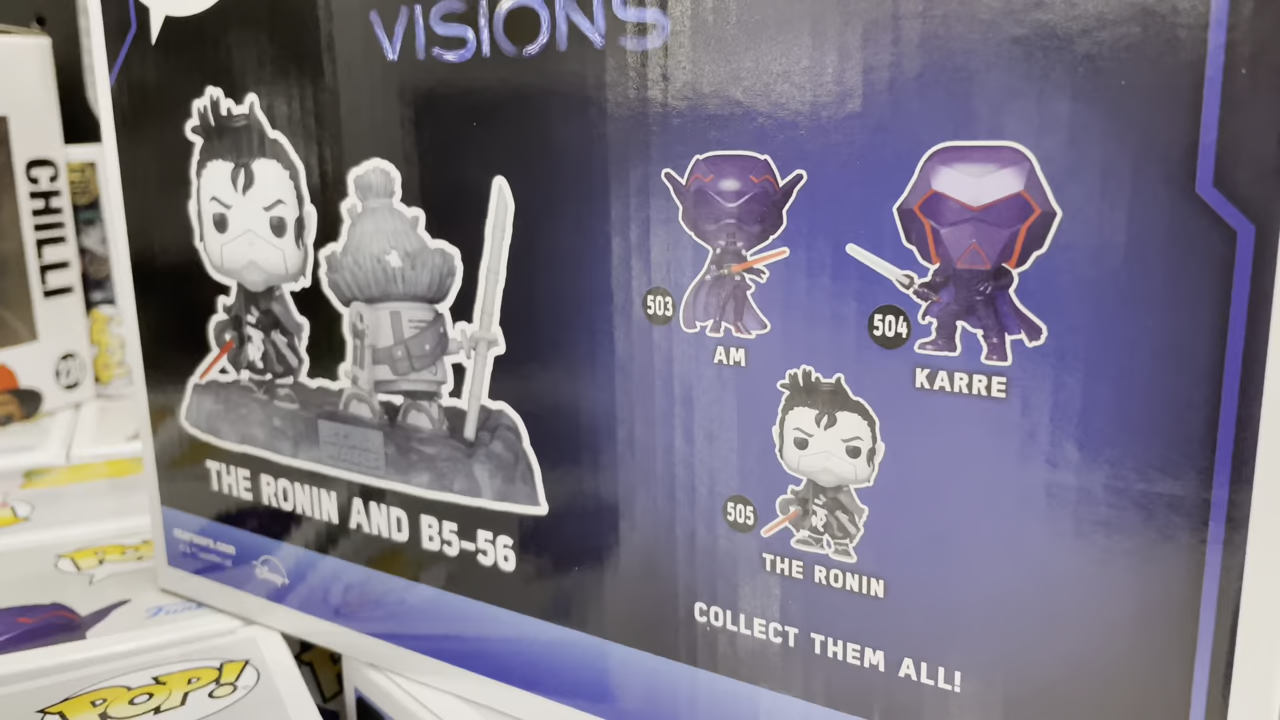 VISIONS
CHILLI
503
AM
504
KARRE
505
THE RONIN
THE RONIN AND B5-56
COLLECT THEM ALL!
POP!